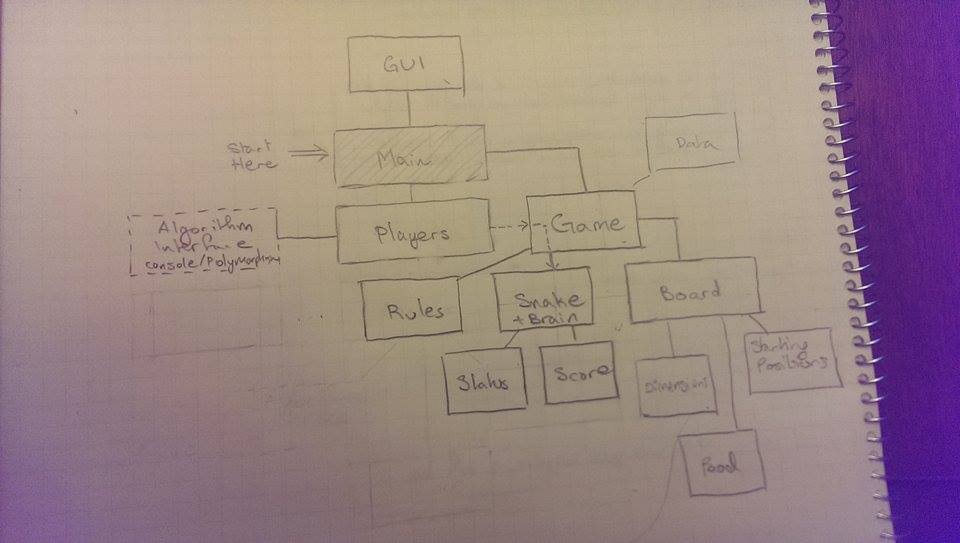 GUI
Start
Here
Main
Data
Algorithm
Interface
console/Polymorphism
Players
Game
Rules
Snake
+ Brain
Board
Status
Score
Dimensions
Starting
Positions
Food